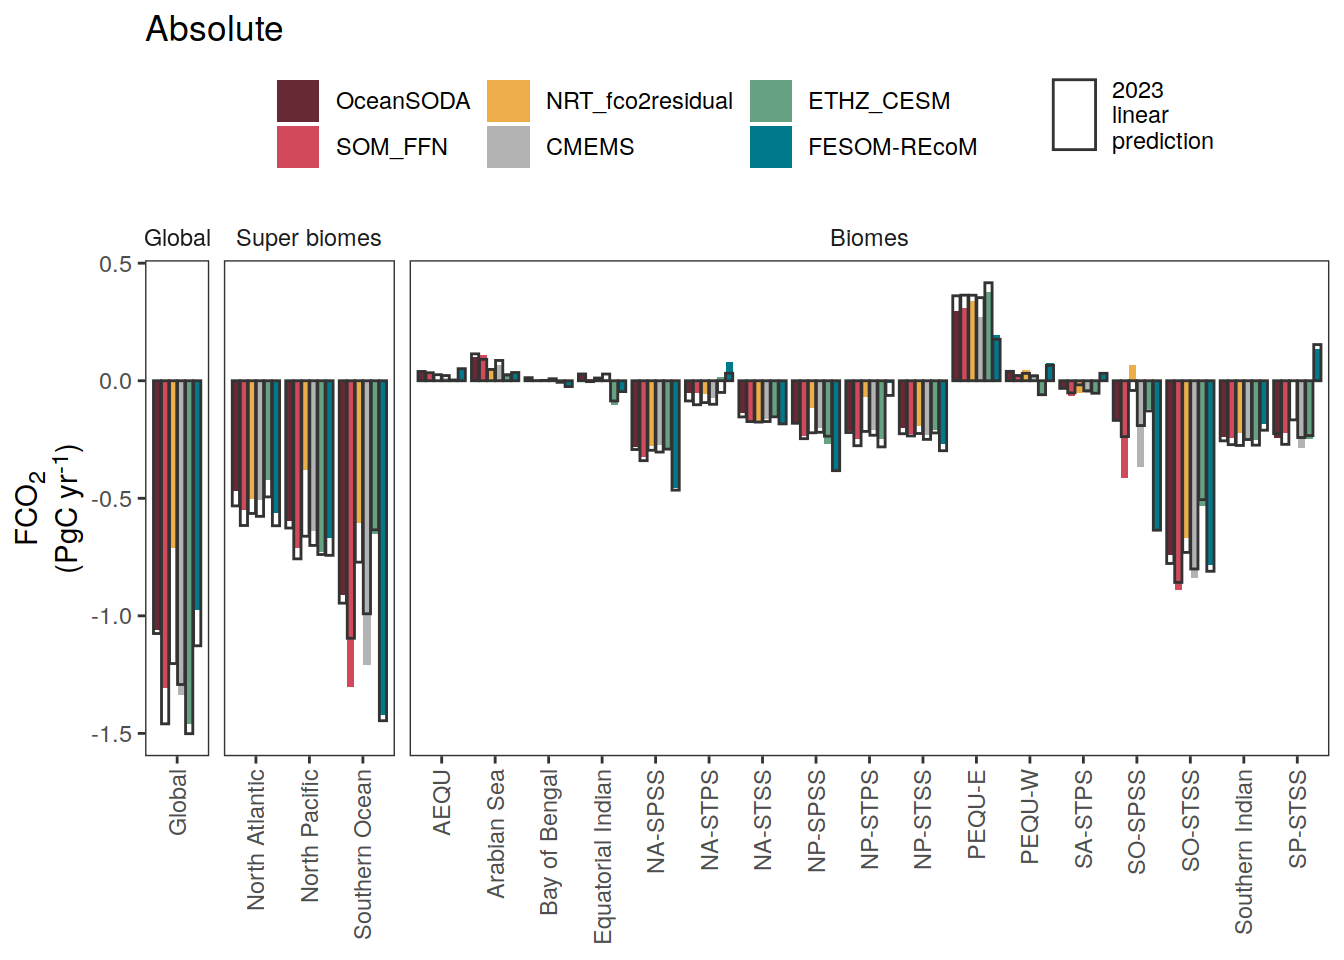 Absolute
OceanSODA
NRT_fco2residual
ETHZ_CESM
2023
linear
prediction
SOM_FFN
CMEMS
FESOM-REcoM
Global
Super biomes
Biomes
FCO2
(PgC yr-1)
0.5
0.0
-0.5
-1.0
-1.5
Global
North Atlantic
North Pacific
Southern Ocean
AEQU
Arabian Sea
Bay of Bengal
Equatorial Indian
NA-SPSS
NA-STPS
NA-STSS
NP-SPSS
NP-STPS
NP-STSS
PEQU-E
PEQU-W
SA-STPS
SO-SPSS
SO-STSS
Southern Indian
SP-STSS